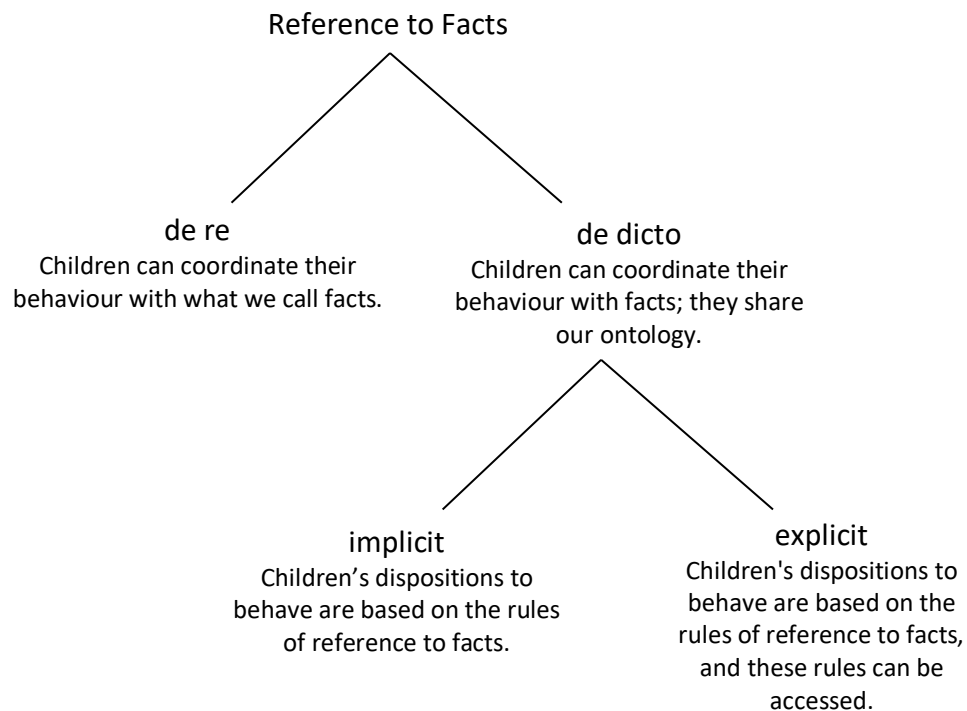 Reference to Facts
de re
Children can coordinate their
behaviour with what we call facts.
de dicto
Children can coordinate their
behaviour with facts; they share
our ontology.
implicit
Children’s dispositions to
behave are based on the rules
of reference to facts.
explicit
Children's dispositions to
behave are based on the
rules of reference to facts,
and these rules can be
accessed.